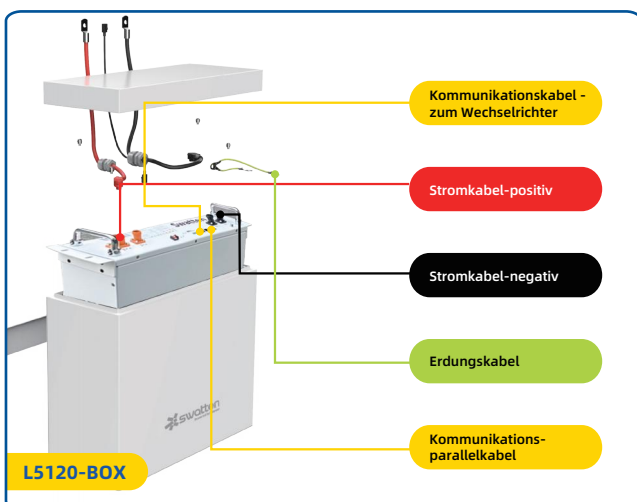 Kommunikationskabel -
zum Wechselrichter
Stromkabel-positiv
Stromkabel-negativ
Erdungskabel
Kommunikations-
parallelkabel
swatten
L5120-BOX